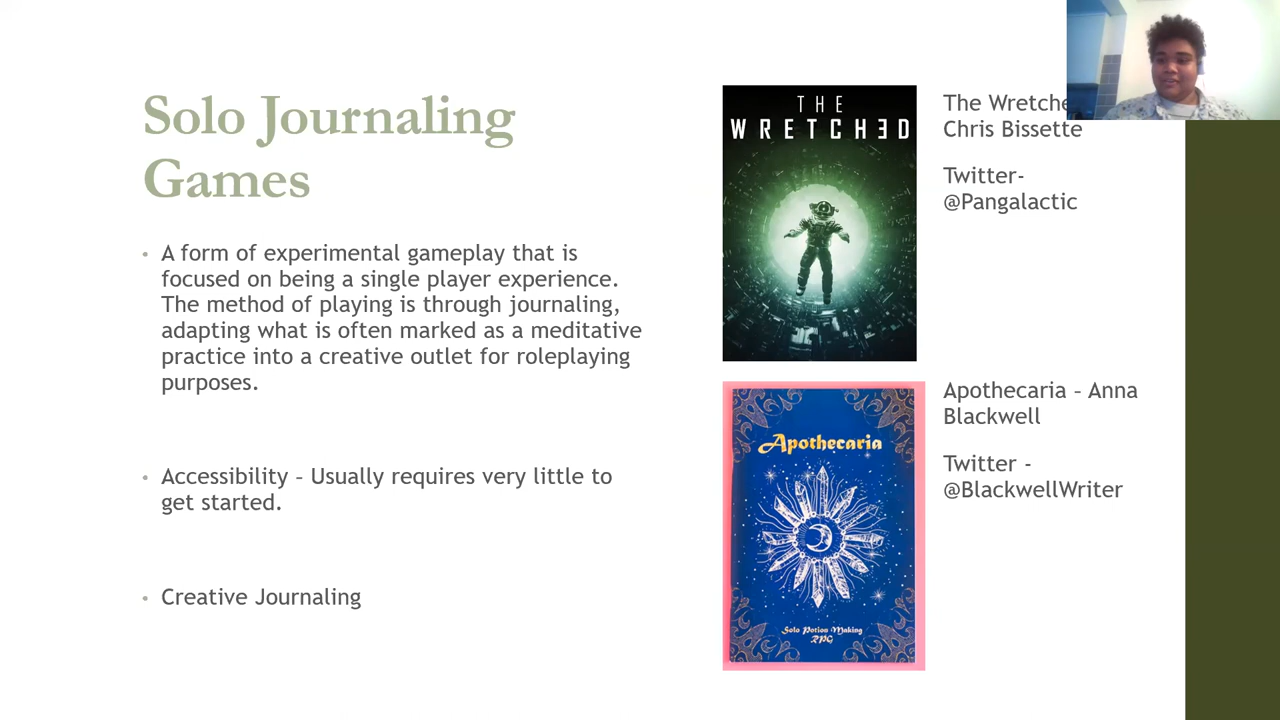 Solo Journaling
Games
• A form of experimental gameplay that is
focused on being a single player experience.
The method of playing is through journaling,
adapting what is often marked as a meditative
practice into a creative outlet for roleplaying
purposes.
• Accessibility – Usually requires very little to
get started.
• Creative Journaling
THE
WRETCHƎD
The Wretche
Chris Bissette
Twitter-
@Pangalactic
Apothecaria
Solo Potion Making
RPG
Apothecaria – Anna
Blackwell
Twitter -
@BlackwellWriter